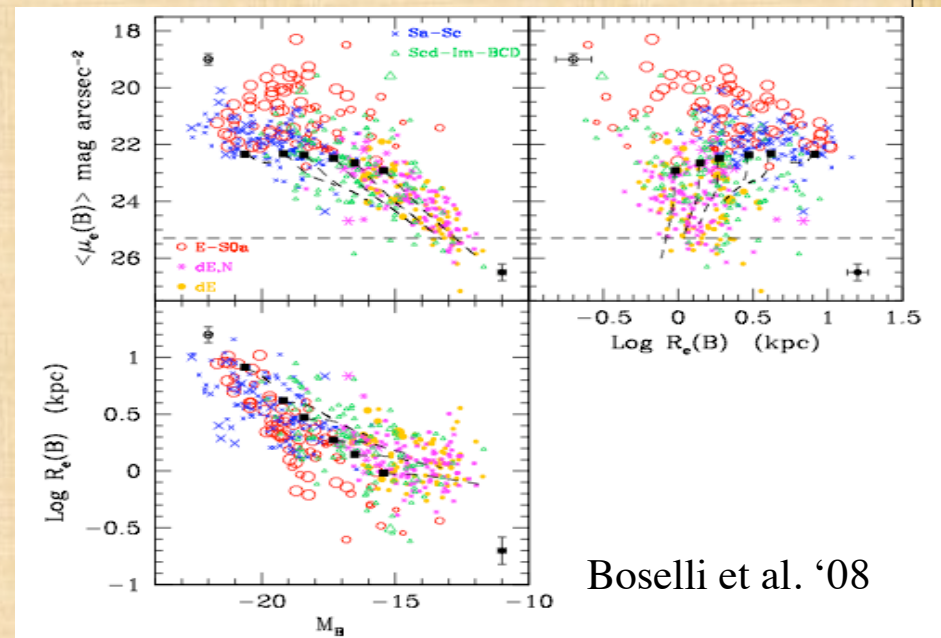 18
20
22
24
26
<μe(B)> mag arcsec⁻²
× Sa-Sc
△ Scd-Im-BCD
○ E-S0a
dE,N
dE
-0.5 0 0.5 1 1.5
Log Re(B) (kpc)
1
0.5
0
-0.5
-1
Log Re(B) (kpc)
-20 -15 -10
MB
Boselli et al. ‘08